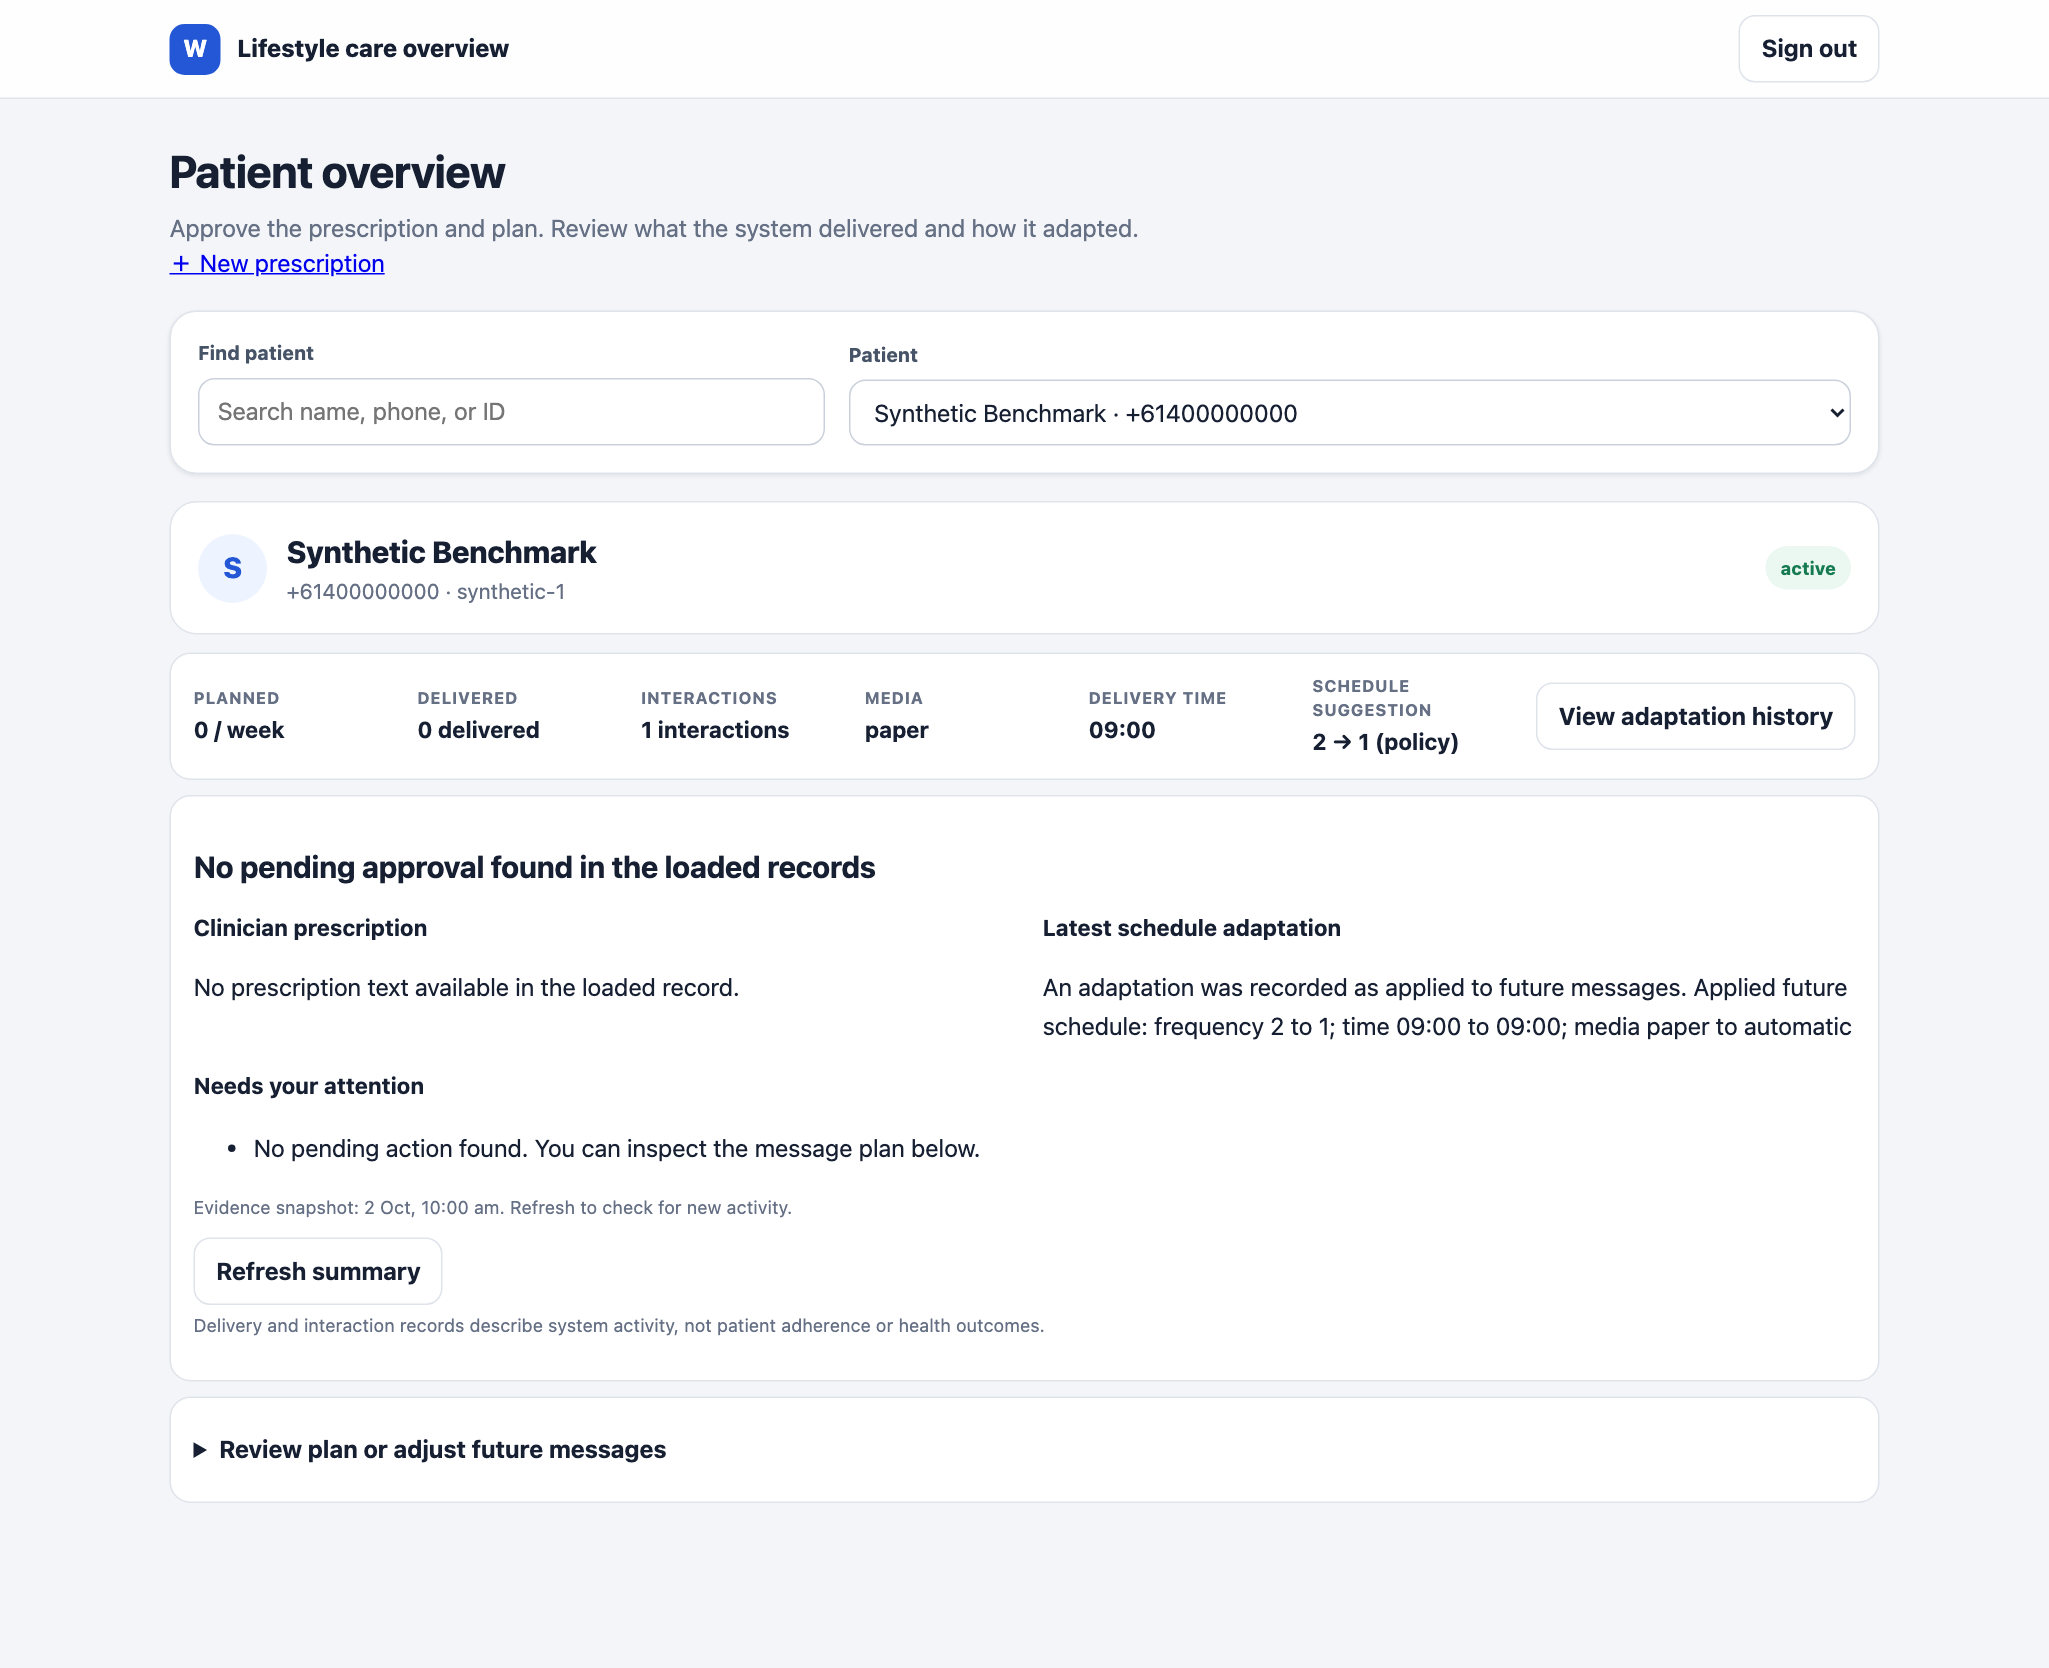 W Lifestyle care overview
Sign out
Patient overview
Approve the prescription and plan. Review what the system delivered and how it adapted.
+ New prescription
Find patient
Search name, phone, or ID
Patient
Synthetic Benchmark · +61400000000
S
Synthetic Benchmark
+61400000000 · synthetic-1
active
PLANNED
0 / week
DELIVERED
0 delivered
INTERACTIONS
1 interactions
MEDIA
paper
DELIVERY TIME
09:00
SCHEDULE
SUGGESTION
2 → 1 (policy)
View adaptation history
No pending approval found in the loaded records
Clinician prescription
No prescription text available in the loaded record.
Latest schedule adaptation
An adaptation was recorded as applied to future messages. Applied future
schedule: frequency 2 to 1; time 09:00 to 09:00; media paper to automatic
Needs your attention
• No pending action found. You can inspect the message plan below.
Evidence snapshot: 2 Oct, 10:00 am. Refresh to check for new activity.
Refresh summary
Delivery and interaction records describe system activity, not patient adherence or health outcomes.
▶ Review plan or adjust future messages